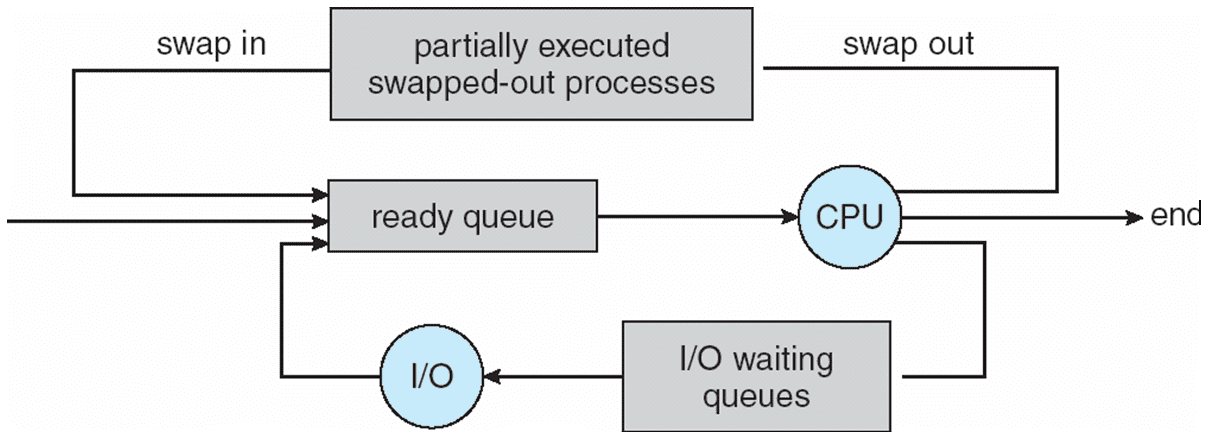 swap in
partially executed
swapped-out processes
swap out
ready queue
CPU
end
I/O
I/O waiting
queues